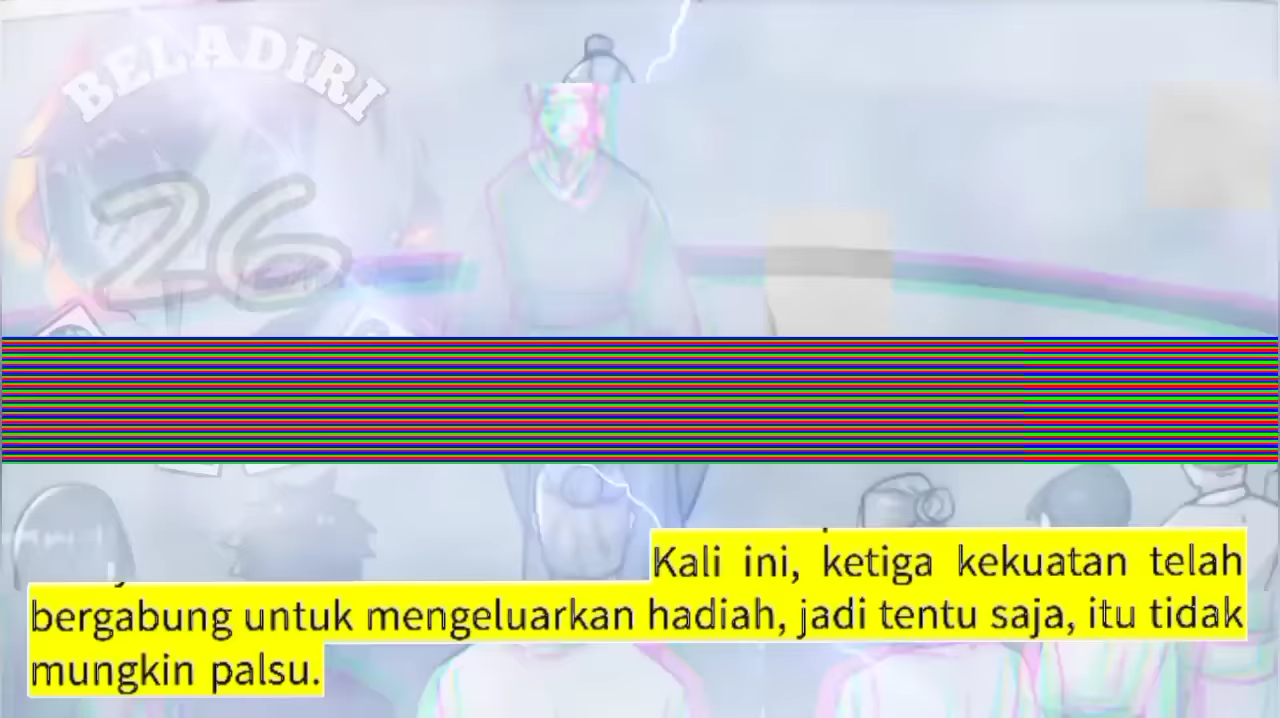 BELADIRI
26
Kali ini, ketiga kekuatan telah
bergabung untuk mengeluarkan hadiah, jadi tentu saja, itu tidak
mungkin palsu.